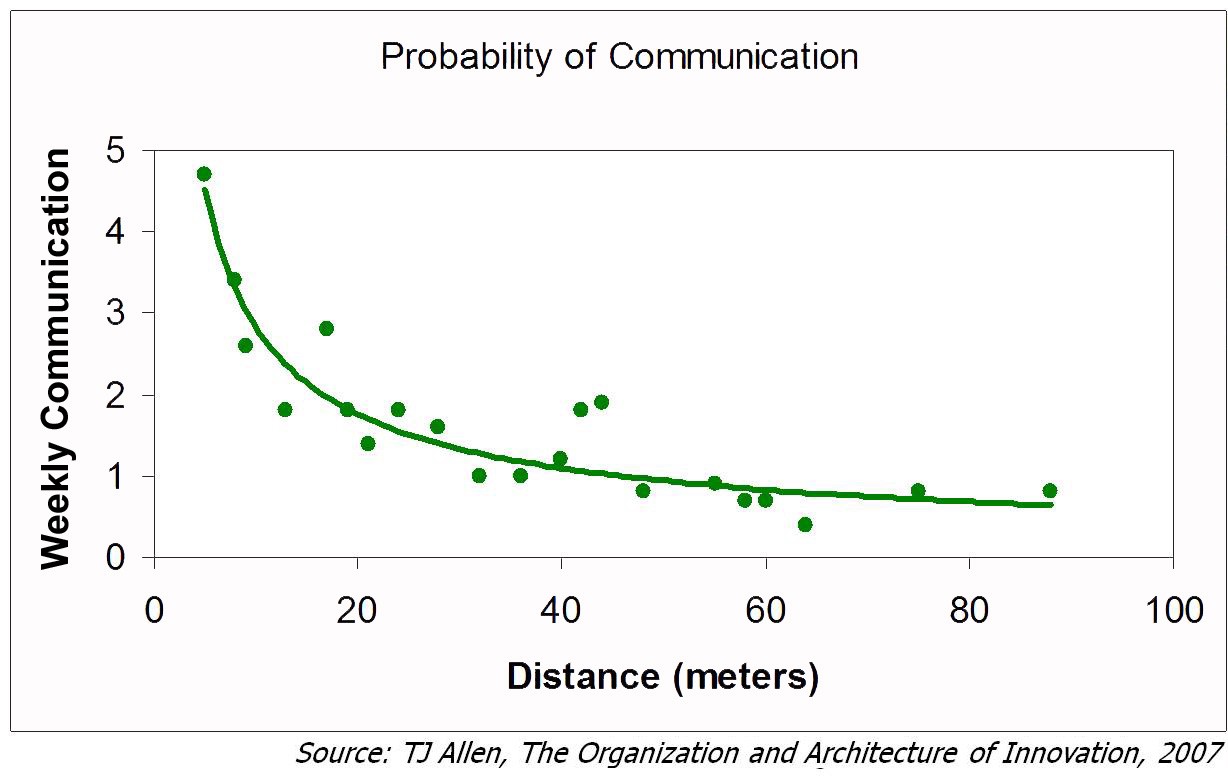 Probability of Communication
5
4
3
2
1
0
Weekly Communication
0 20 40 60 80 100
Distance (meters)
Source: TJ Allen, The Organization and Architecture of Innovation, 2007